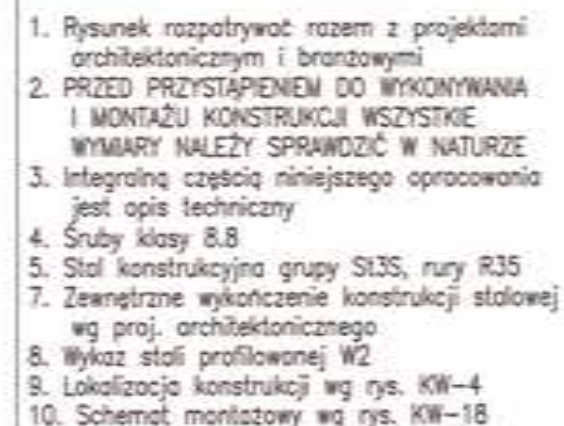 1. Rysunek rozpatrywać razem z projektami
architektonicznym i branżowymi
2. PRZED PRZYSTĄPIENIEM DO WYKONYWANIA
I MONTAŻU KONSTRUKCJI WSZYSTKIE
WYMIARY NALEŻY SPRAWDZIĆ W NATURZE
3. Integralną częścią niniejszego opracowania
jest opis techniczny
4. Śruby klasy 8.8
5. Stal konstrukcyjna grupy St3S, rury R35
7. Zewnętrzne wykończenie konstrukcji stalowej
wg proj. architektonicznego
8. Wykaz stali profilowanej W2
9. Lokalizacja konstrukcji wg rys. KW-4
10. Schemat montażowy wg rys. KW-18